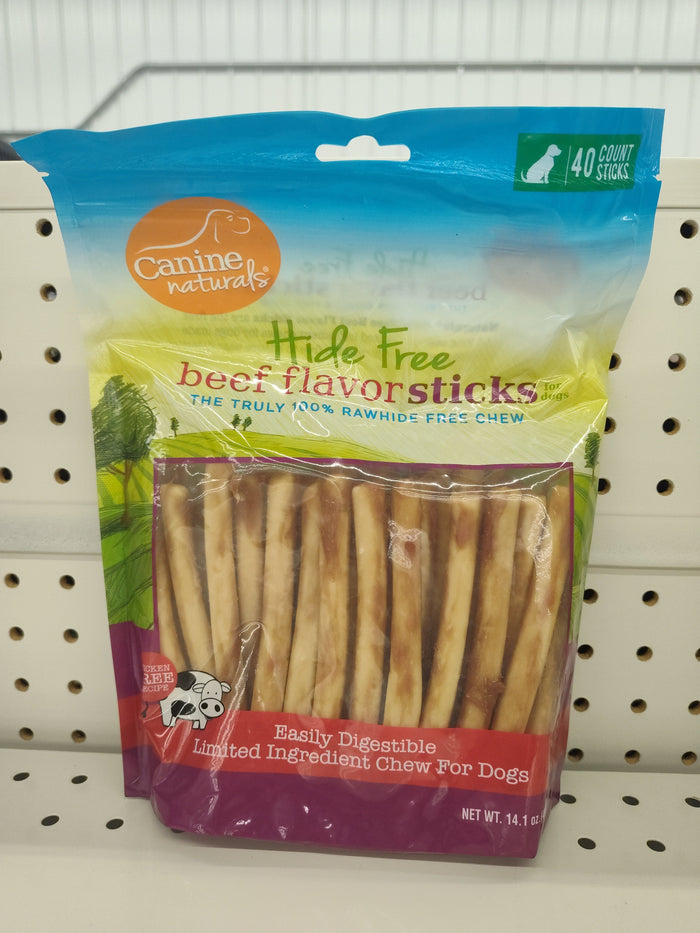 40 COUNT
STICKS
Canine
naturals®
Hide Free
beef flavor sticks for
dogs
THE TRULY 100% RAWHIDE FREE CHEW
REE
Easily Digestible
Limited Ingredient Chew For Dogs
NET WT. 14.1 oz.